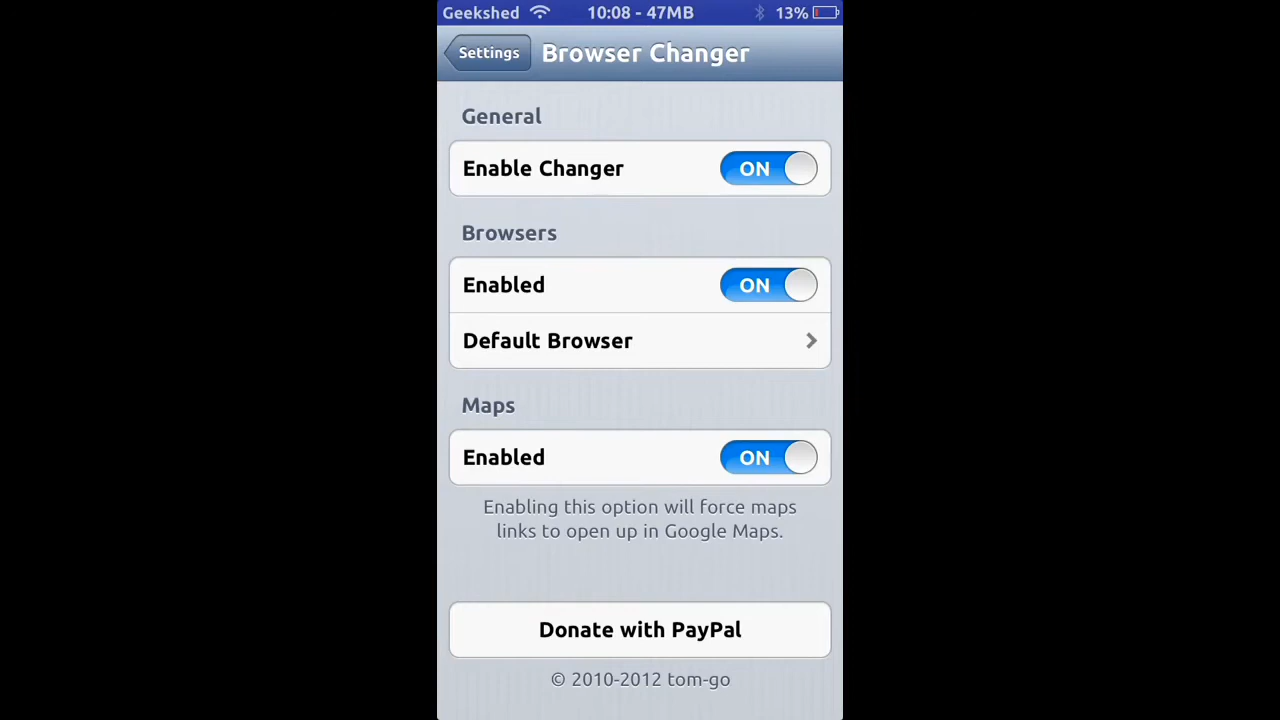 Geekshed 10:08 - 47MB 13%
Settings Browser Changer
General
Enable Changer ON
Browsers
Enabled ON
Default Browser
Maps
Enabled ON
Enabling this option will force maps
links to open up in Google Maps.
Donate with PayPal
© 2010-2012 tom-go